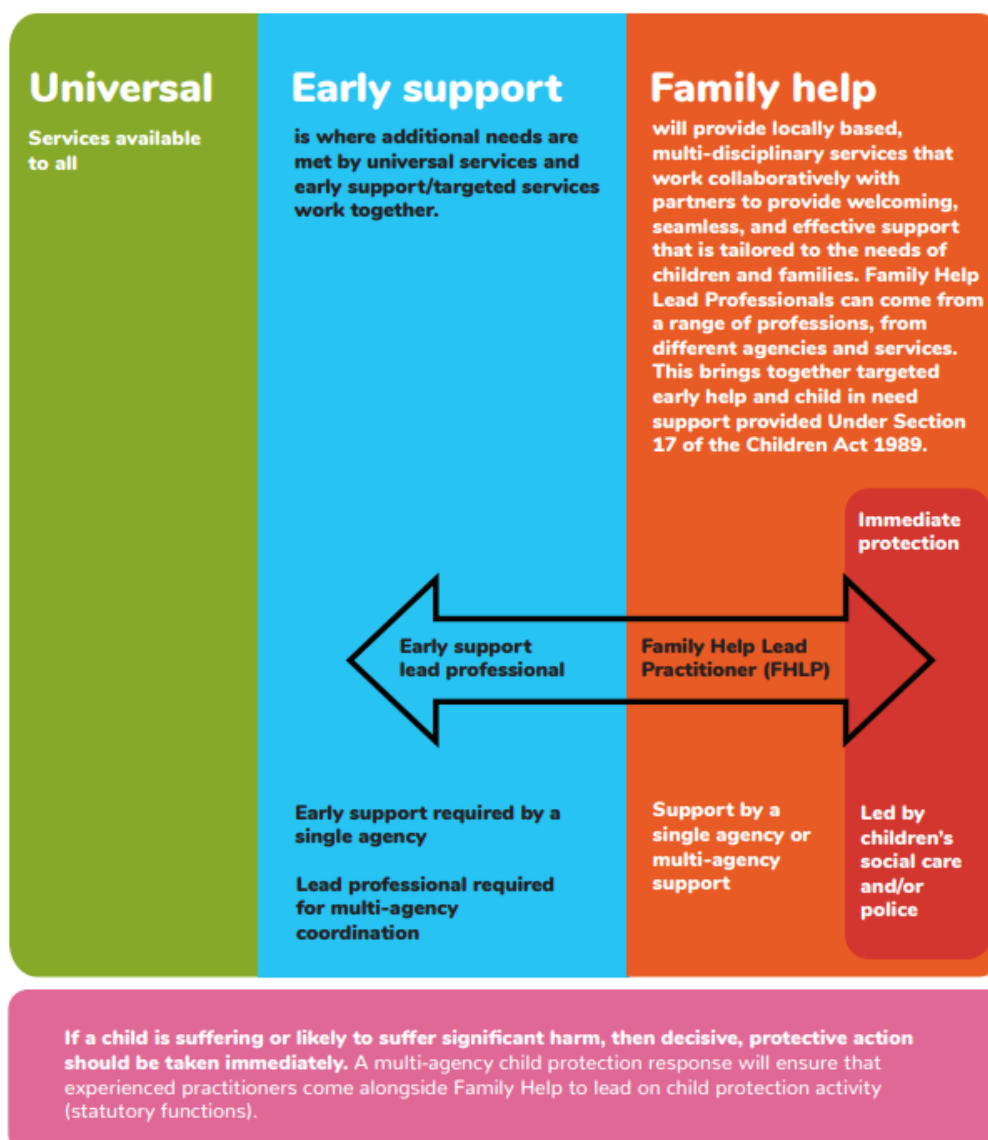 Universal
Services available
to all
Early support
is where additional needs are
met by universal services and
early support/targeted services
work together.
Family help
will provide locally based,
multi-disciplinary services that
work collaboratively with
partners to provide welcoming,
seamless, and effective support
that is tailored to the needs of
children and families. Family Help
Lead Professionals can come from
a range of professions, from
different agencies and services.
This brings together targeted
early help and child in need
support provided Under Section
17 of the Children Act 1989.
Immediate
protection
Early support
lead professional
Family Help Lead
Practitioner (FHLP)
Early support required by a
single agency
Lead professional required
for multi-agency
coordination
Support by a
single agency or
multi-agency
support
Led by
children's
social care
and/or
police
If a child is suffering or likely to suffer significant harm, then decisive, protective action
should be taken immediately. A multi-agency child protection response will ensure that
experienced practitioners come alongside Family Help to lead on child protection activity
(statutory functions).